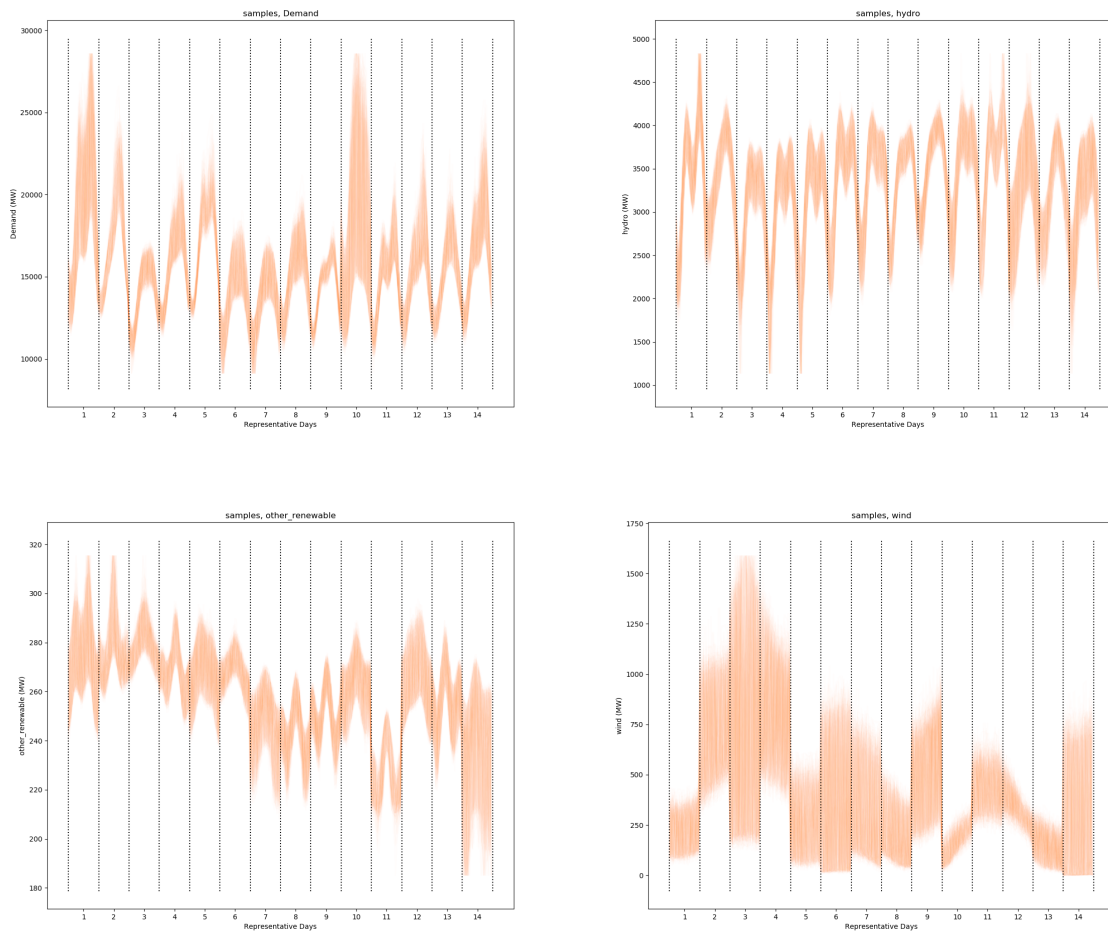 samples, Demand
30000
25000
20000
15000
10000
Demand (MW)
1 2 3 4 5 6 7 8 9 10 11 12 13 14
Representative Days
samples, hydro
5000
4500
4000
3500
3000
2500
2000
1500
1000
hydro (MW)
1 2 3 4 5 6 7 8 9 10 11 12 13 14
Representative Days
samples, other_renewable
320
300
280
260
240
220
200
180
other_renewable (MW)
1 2 3 4 5 6 7 8 9 10 11 12 13 14
Representative Days
samples, wind
1750
1500
1250
1000
750
500
250
0
wind (MW)
1 2 3 4 5 6 7 8 9 10 11 12 13 14
Representative Days